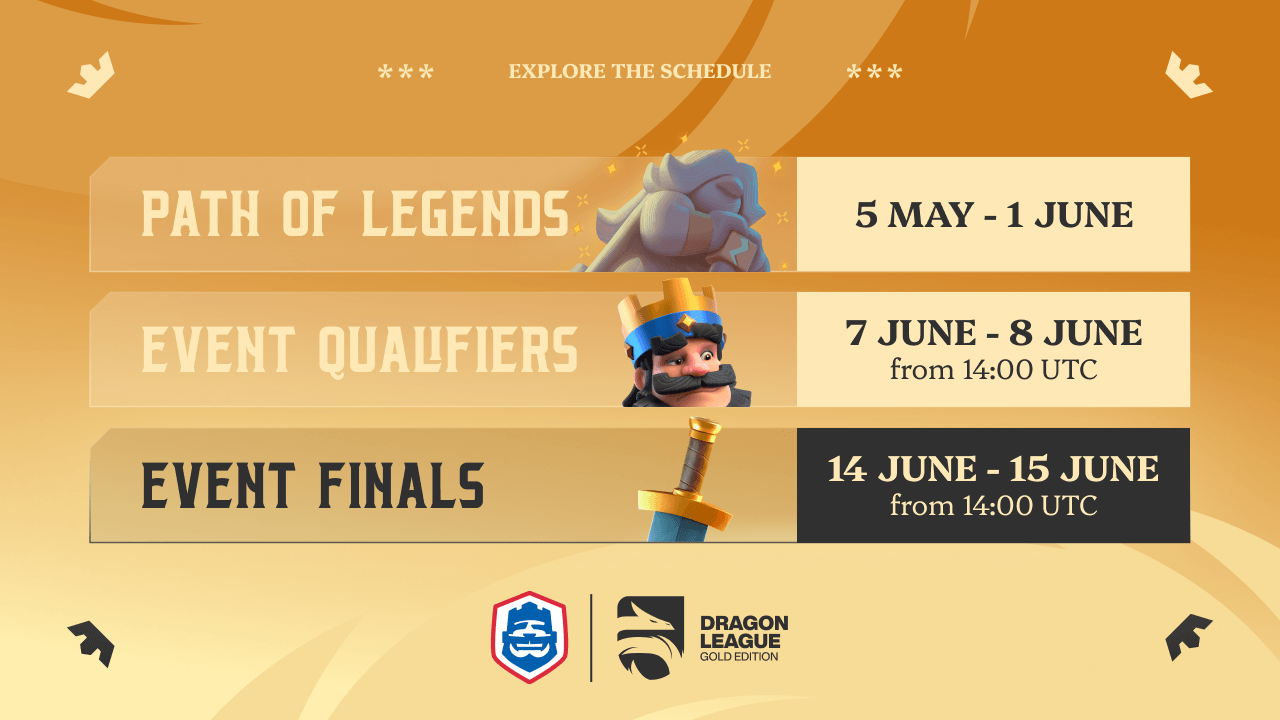 *** EXPLORE THE SCHEDULE ***
PATH OF LEGENDS
5 MAY - 1 JUNE
EVENT QUALIFIERS
7 JUNE - 8 JUNE
from 14:00 UTC
EVENT FINALS
14 JUNE - 15 JUNE
from 14:00 UTC
DRAGON
LEAGUE
GOLD EDITION